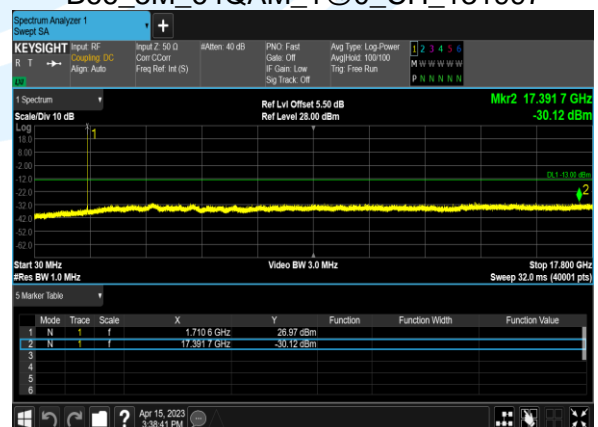 Spectrum Analyzer 1
Swept SA
+
KEYSIGHT
R T
LW
Input: RF
Coupling: DC
Align: Auto
Input Z: 50 Ω
Corr CCorr
Freq Ref: Int (S)
#Atten: 40 dB
PNO: Fast
Gate: Off
IF Gain: Low
Sig Track: Off
Avg Type: Log-Power
Avg|Hold: 100/100
Trig: Free Run
1 2 3 4 5 6
M W W W W W
P N N N N N
1 Spectrum
Scale/Div 10 dB
Ref Lvl Offset 5.50 dB
Ref Level 28.00 dBm
Mkr2 17.391 7 GHz
-30.12 dBm
Log
1
18.0
8.00
-2.00
-12.0
DL1 -13.00 dBm
-22.0
2
-32.0
-42.0
-52.0
-62.0
Start 30 MHz
#Res BW 1.0 MHz
Video BW 3.0 MHz
Stop 17.800 GHz
Sweep 32.0 ms (40001 pts)
5 Marker Table
Mode Trace Scale X Y Function Function Width Function Value
1 N 1 f 1.710 6 GHz 26.97 dBm
2 N 1 f 17.391 7 GHz -30.12 dBm
3
4
5
6
?
Apr 15, 2023
3:38:41 PM